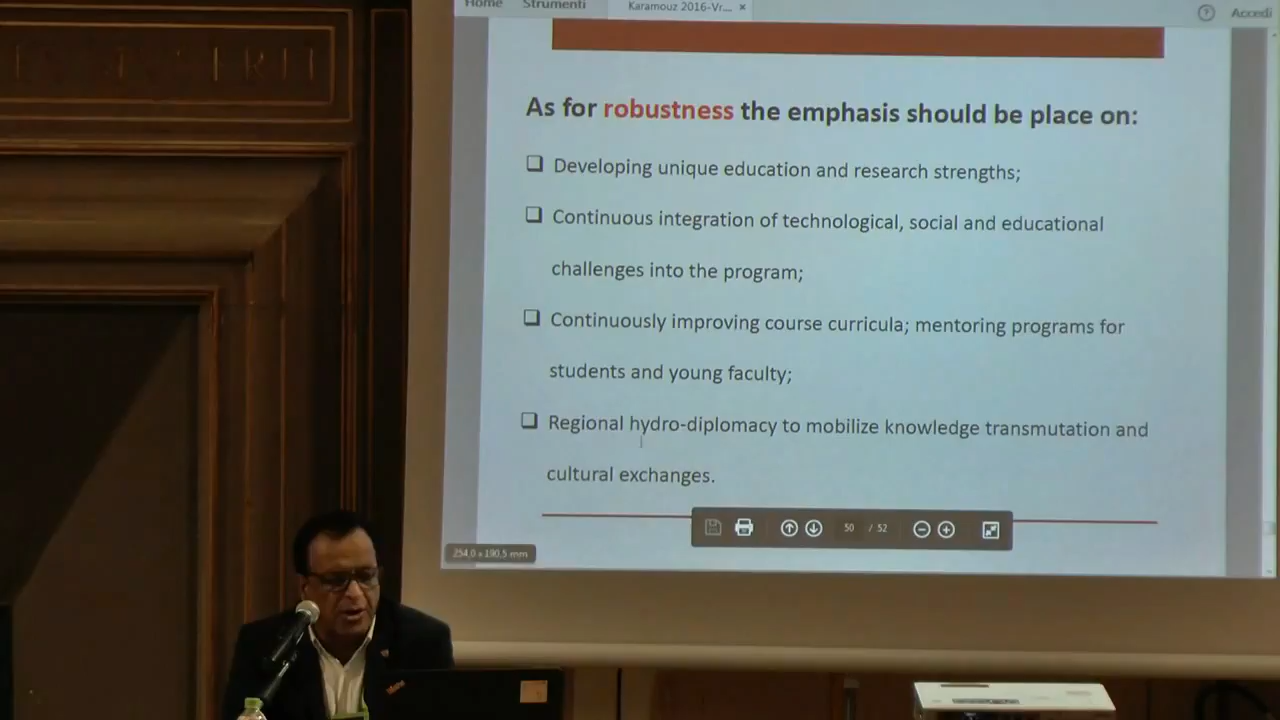 Home Strumenti Karamouz 2016-Vr... × ? Accedi
As for robustness the emphasis should be place on:
❑ Developing unique education and research strengths;
❑ Continuous integration of technological, social and educational
challenges into the program;
❑ Continuously improving course curricula; mentoring programs for
students and young faculty;
❑ Regional hydro-diplomacy to mobilize knowledge transmutation and
cultural exchanges.
50 / 52
254,0 x 190,5 mm